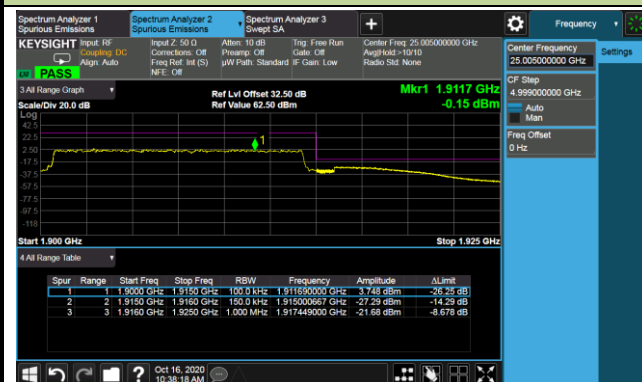 Spectrum Analyzer 1
Spurious Emissions
Spectrum Analyzer 2
Spurious Emissions
Spectrum Analyzer 3
Swept SA
+
Frequency
KEYSIGHT
Input: RF
Coupling: DC
Align: Auto
Input Z: 50 Ω
Corrections: Off
Freq Ref: Int (S)
NFE: Off
Atten: 10 dB
Preamp: Off
µW Path: Standard
Trig: Free Run
Gate: Off
IF Gain: Low
Center Freq: 25.005000000 GHz
Avg|Hold:>10/10
Radio Std: None
PASS
Center Frequency
25.005000000 GHz
Settings
CF Step
4.999000000 GHz
Auto
Man
Freq Offset
0 Hz
3 All Range Graph
Scale/Div 20.0 dB
Ref Lvl Offset 32.50 dB
Ref Value 62.50 dBm
Mkr1 1.9117 GHz
-0.15 dBm
Log
42.5
22.5
2.50
-17.5
-37.5
-57.5
-77.5
-97.5
-118
1
Start 1.900 GHz
Stop 1.925 GHz
4 All Range Table
Spur Range Start Freq Stop Freq RBW Frequency Amplitude ΔLimit
1 1 1.9000 GHz 1.9150 GHz 100.0 kHz 1.911690000 GHz 3.748 dBm -26.25 dB
2 2 1.9150 GHz 1.9160 GHz 150.0 kHz 1.915000667 GHz -27.29 dBm -14.29 dB
3 3 1.9160 GHz 1.9250 GHz 1.000 MHz 1.917449000 GHz -21.68 dBm -8.678 dB
?
Oct 16, 2020
10:38:18 AM